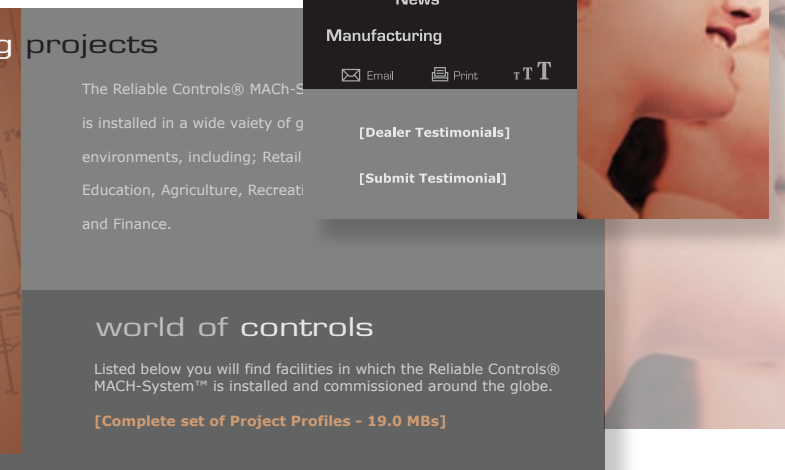 News
Manufacturing
Email Print T T T
[Dealer Testimonials]
[Submit Testimonial]
g projects
The Reliable Controls® MACh-S
is installed in a wide vaiety of g
environments, including; Retail
Education, Agriculture, Recreati
and Finance.
world of controls
Listed below you will find facilities in which the Reliable Controls®
MACH-System™ is installed and commissioned around the globe.
[Complete set of Project Profiles - 19.0 MBs]